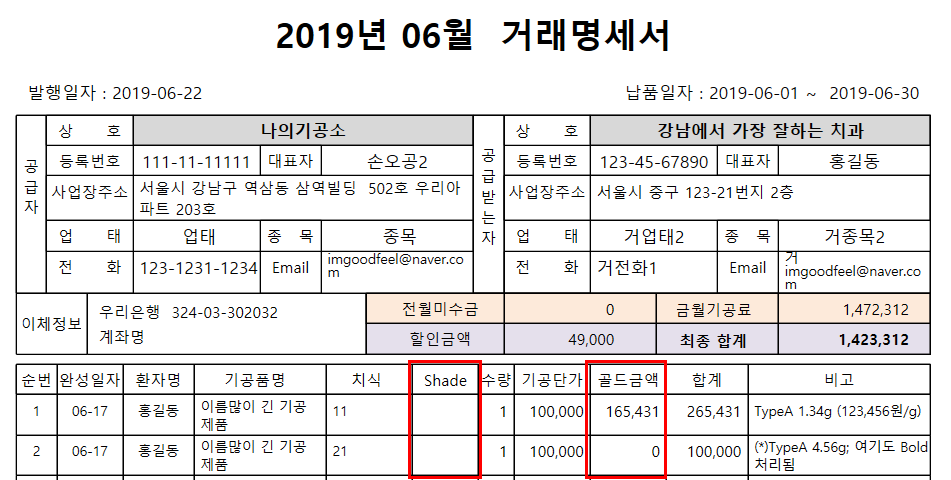 2019년 06월 거래명세서
발행일자 : 2019-06-22 납품일자 : 2019-06-01 ~ 2019-06-30
공급자
상 호 나의기공소
등록번호 111-11-11111 대표자 손오공2
사업장주소 서울시 강남구 역삼동 삼역빌딩 502호 우리아
파트 203호
업 태 업태 종 목 종목
전 화 123-1231-1234 Email imgoodfeel@naver.co
m
공급받는자
상 호 강남에서 가장 잘하는 치과
등록번호 123-45-67890 대표자 홍길동
사업장주소 서울시 중구 123-21번지 2층
업 태 거업태2 종 목 거종목2
전 화 거전화1 Email 거
imgoodfeel@naver.co
m
이체정보 우리은행 324-03-302032
계좌명
전월미수금 0 금월기공료 1,472,312
할인금액 49,000 최종 합계 1,423,312
순번 완성일자 환자명 기공품명 치식 Shade 수량 기공단가 골드금액 합계 비고
1 06-17 홍길동 이름많이 긴 기공
제품 11 1 100,000 165,431 265,431 TypeA 1.34g (123,456원/g)
2 06-17 홍길동 이름많이 긴 기공
제품 21 1 100,000 0 100,000 (*)TypeA 4.56g; 여기도 Bold
처리됨